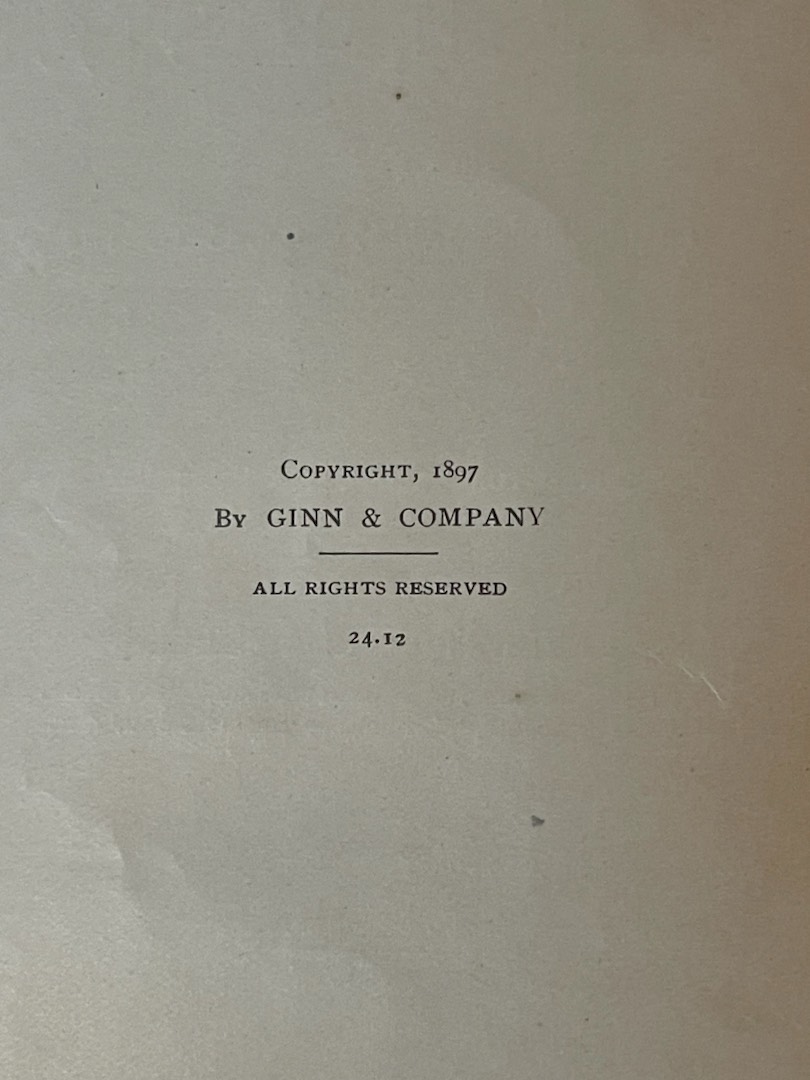 Copyright, 1897
By GINN & COMPANY
ALL RIGHTS RESERVED
24.12